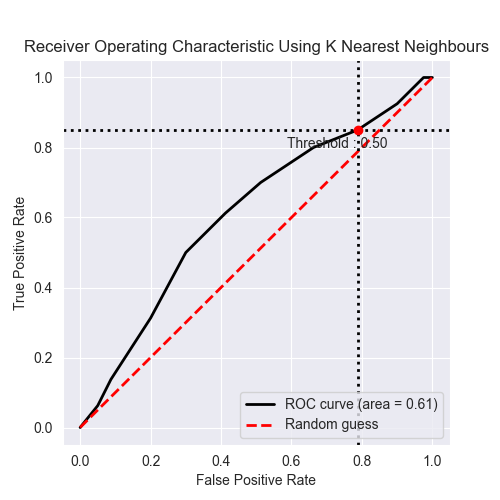 Receiver Operating Characteristic Using K Nearest Neighbours
1.0
0.8
0.6
0.4
0.2
0.0
True Positive Rate
Threshold : 0.50
ROC curve (area = 0.61)
Random guess
0.0 0.2 0.4 0.6 0.8 1.0
False Positive Rate